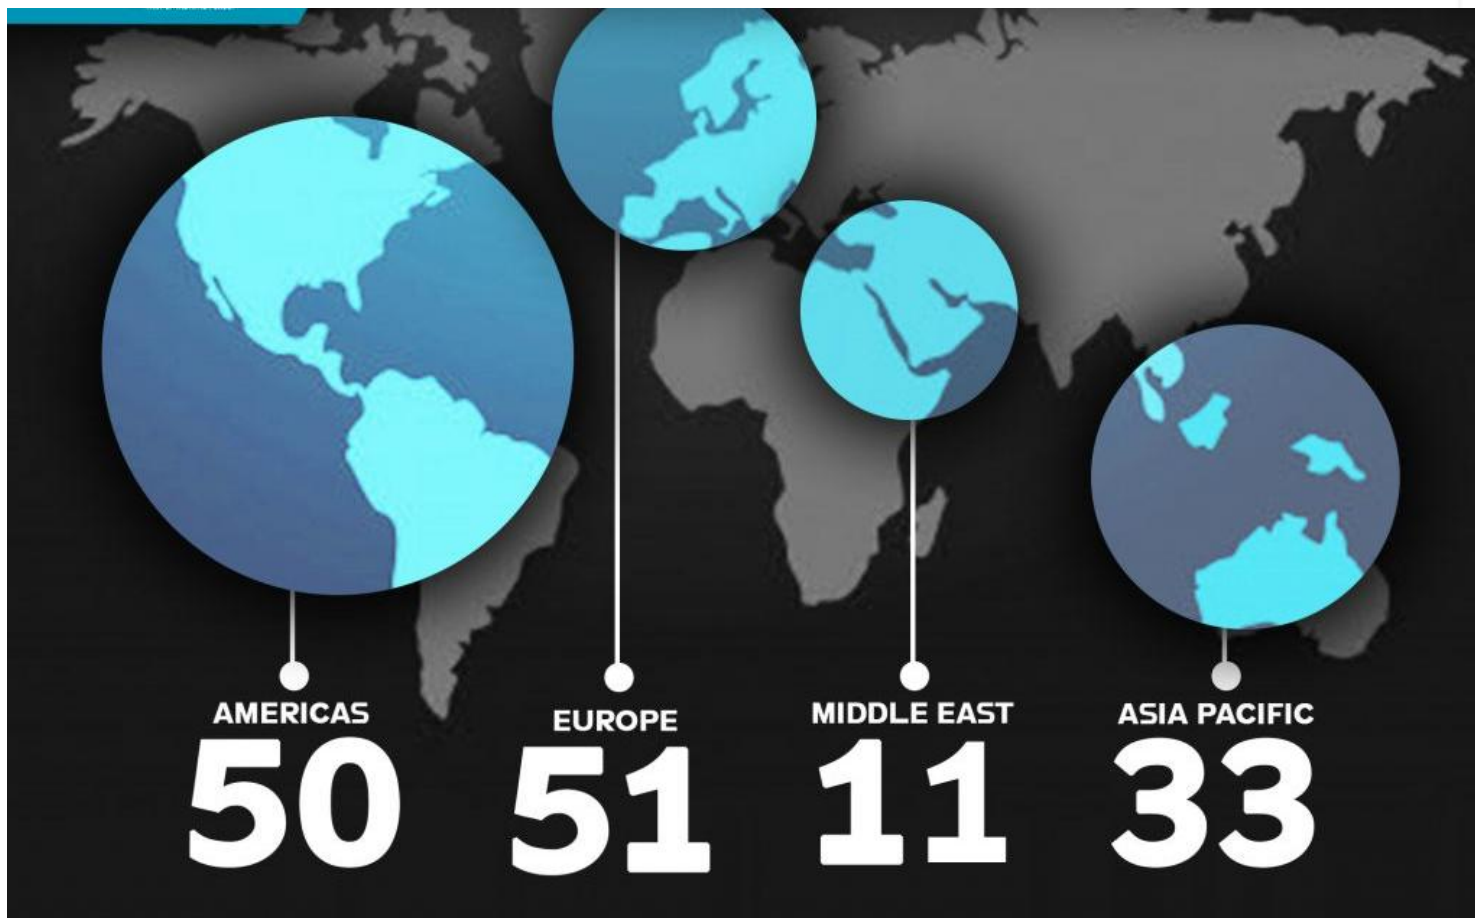 AMERICAS
50
EUROPE
51
MIDDLE EAST
11
ASIA PACIFIC
33